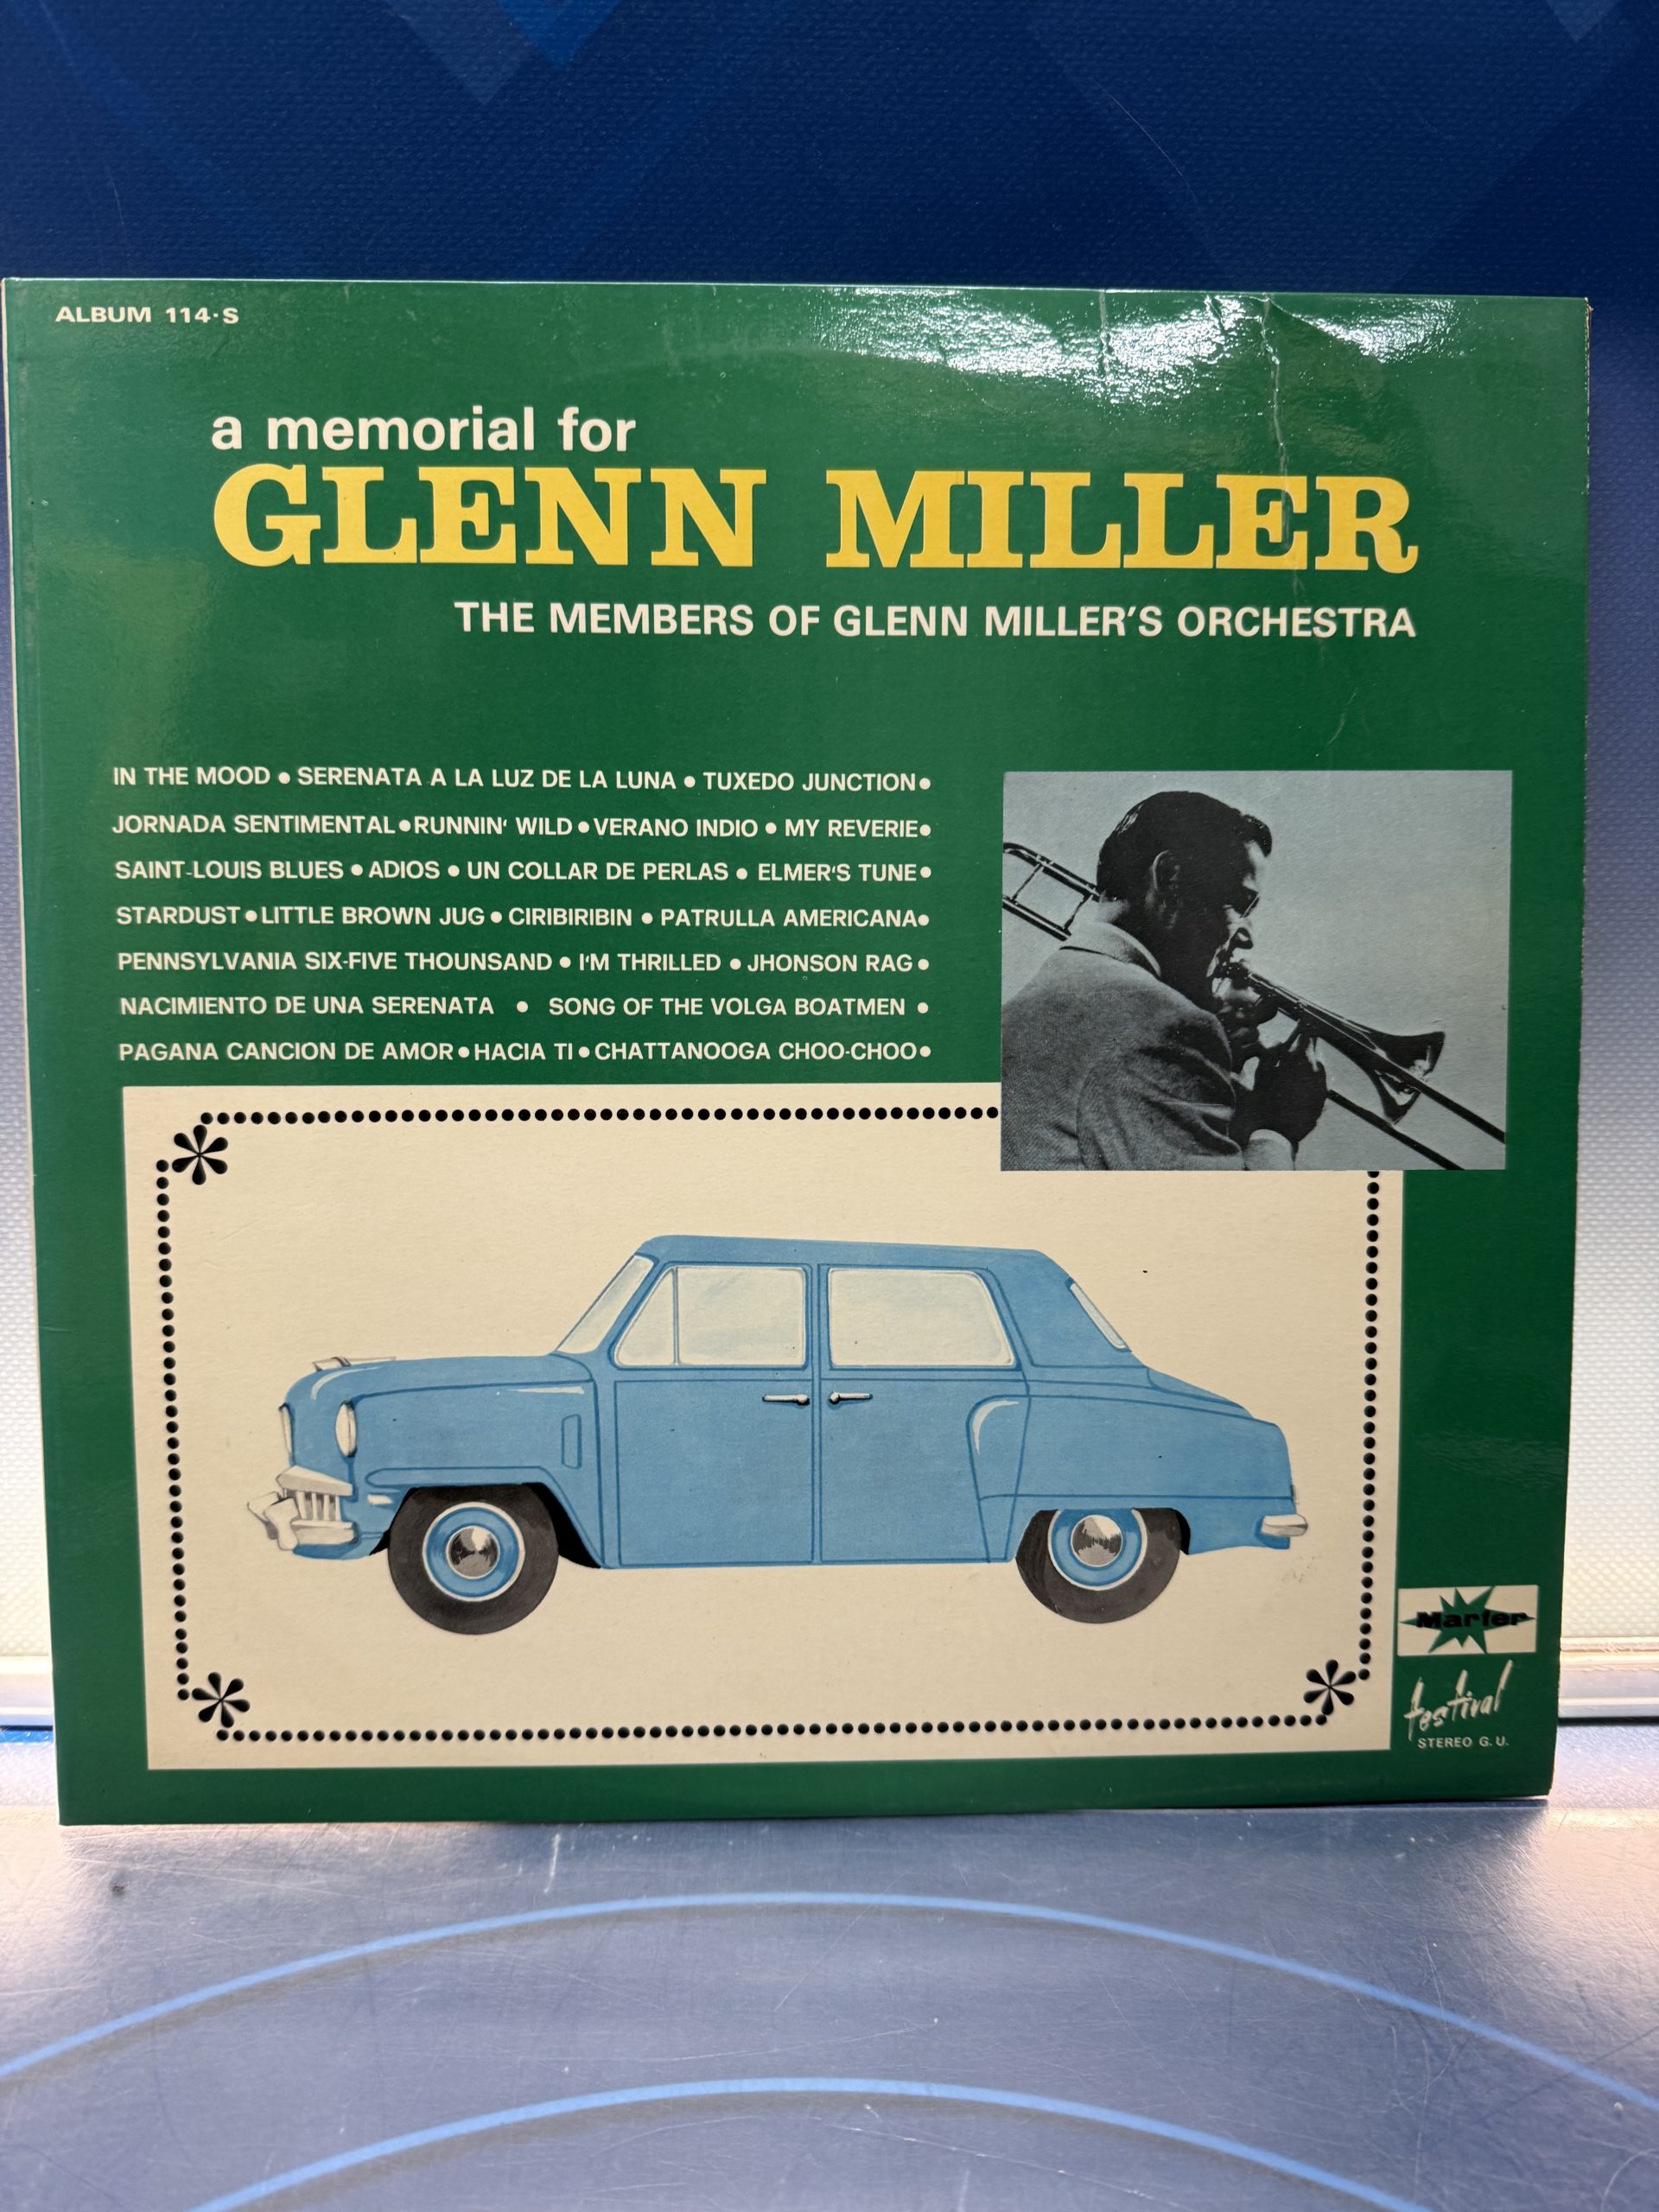 ALBUM 114-S
a memorial for
GLENN MILLER
THE MEMBERS OF GLENN MILLER'S ORCHESTRA
IN THE MOOD • SERENATA A LA LUZ DE LA LUNA • TUXEDO JUNCTION •
JORNADA SENTIMENTAL • RUNNIN' WILD • VERANO INDIO • MY REVERIE •
SAINT-LOUIS BLUES • ADIOS • UN COLLAR DE PERLAS • ELMER'S TUNE •
STARDUST • LITTLE BROWN JUG • CIRIBIRIBIN • PATRULLA AMERICANA •
PENNSYLVANIA SIX-FIVE THOUNSAND • I'M THRILLED • JHONSON RAG •
NACIMIENTO DE UNA SERENATA • SONG OF THE VOLGA BOATMEN •
PAGANA CANCION DE AMOR • HACIA TI • CHATTANOOGA CHOO-CHOO •
Marfer
festival
STEREO G. U.